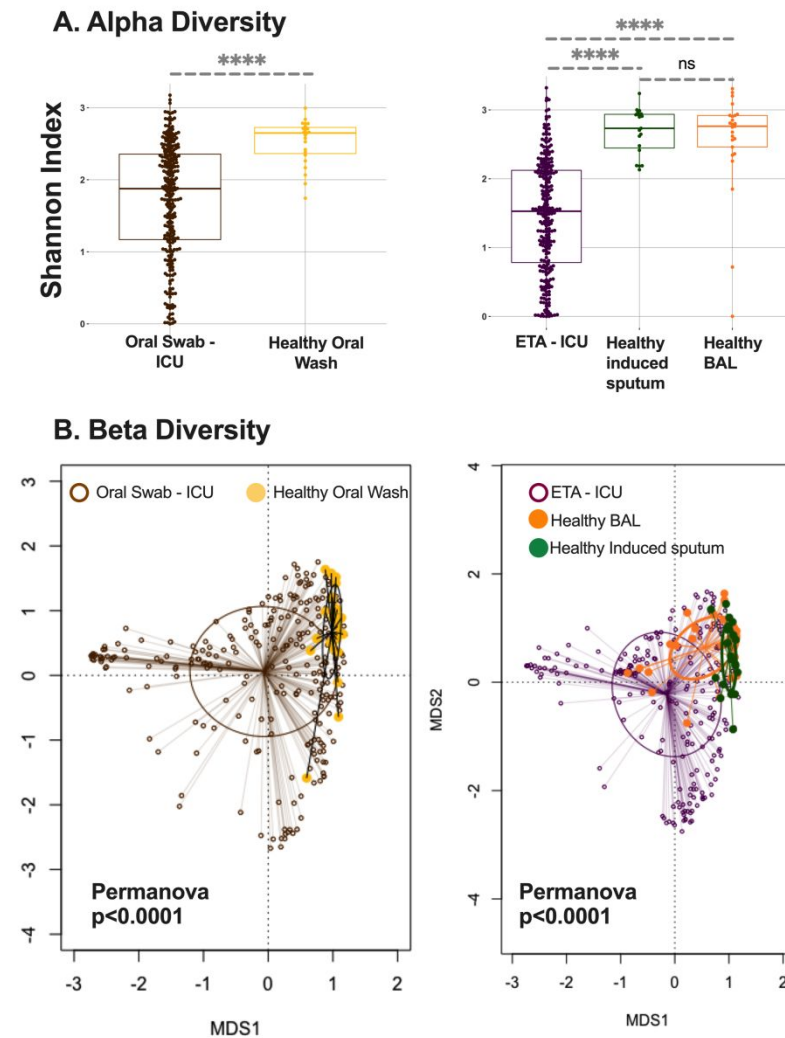 A. Alpha Diversity
****
Shannon Index
3
2
1
0
Oral Swab -
ICU
Healthy Oral
Wash
****
****
ns
3
2
1
0
ETA - ICU
Healthy
induced
sputum
Healthy
BAL
B. Beta Diversity
Oral Swab - ICU
Healthy Oral Wash
3
2
1
0
-1
-2
-3
-4
Permanova
p<0.0001
-3
-2
-1
0
1
2
MDS1
ETA - ICU
Healthy BAL
Healthy Induced sputum
MDS2
4
2
0
-2
-4
Permanova
p<0.0001
-3
-2
-1
0
1
2
MDS1